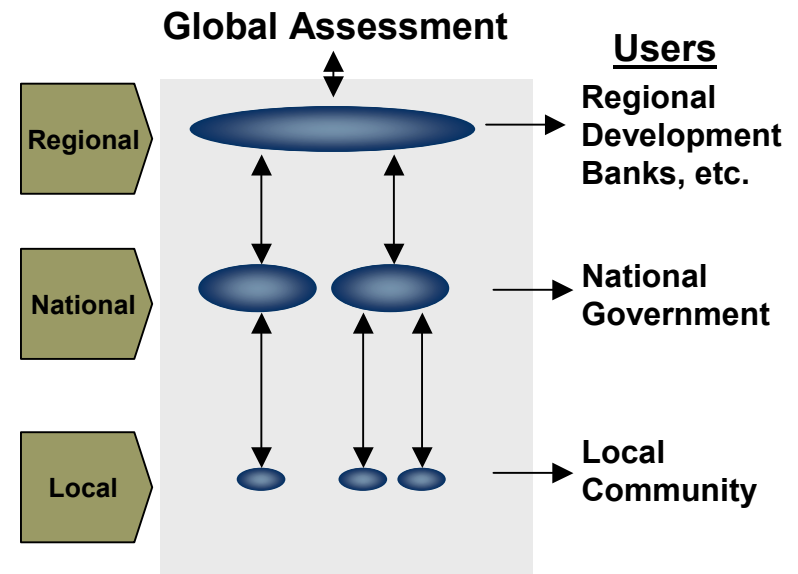 Global Assessment
Users
Regional
Regional
Development
Banks, etc.
National
National
Government
Local
Local
Community